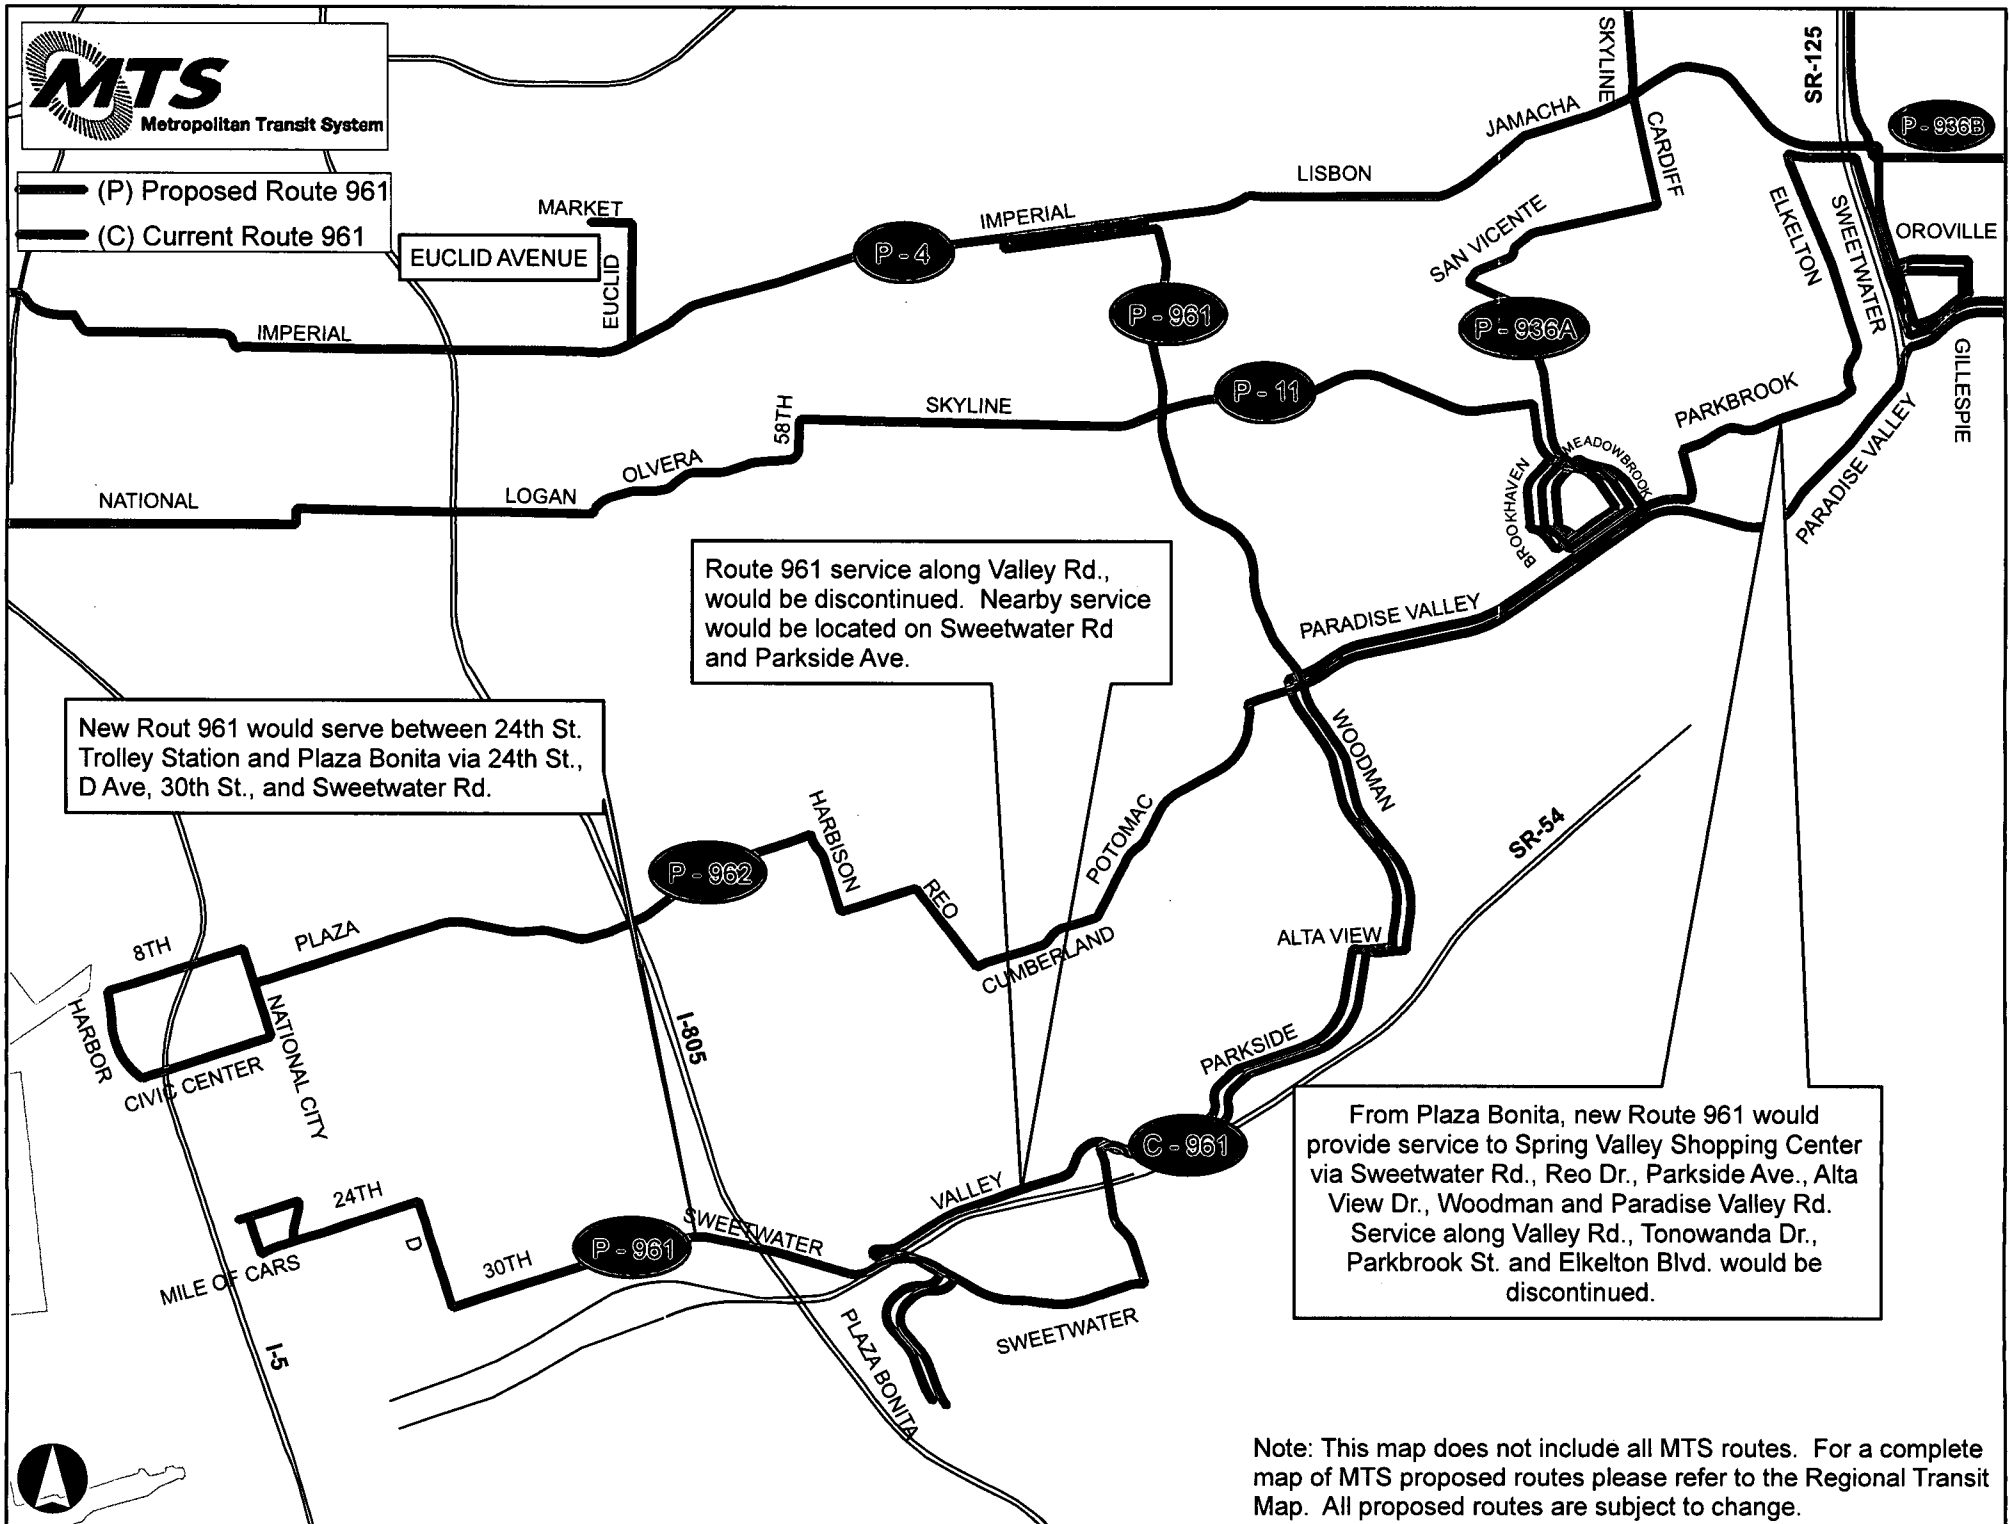 MTS
Metropolitan Transit System
(P) Proposed Route 961
(C) Current Route 961
EUCLID AVENUE
MARKET
EUCLID
IMPERIAL
P - 4
IMPERIAL
LISBON
JAMACHA
SKYLINE
CARDIFF
SR-125
P - 936B
ELKELTON
SWEETWATER
OROVILLE
GILLESPIE
SAN VICENTE
P - 961
P - 936A
P - 11
SKYLINE
58TH
OLVERA
LOGAN
NATIONAL
PARKBROOK
PARADISE VALLEY
MEADOWBROOK
BROOKHAVEN
PARADISE VALLEY
Route 961 service along Valley Rd.,
would be discontinued. Nearby service
would be located on Sweetwater Rd
and Parkside Ave.
New Rout 961 would serve between 24th St.
Trolley Station and Plaza Bonita via 24th St.,
D Ave, 30th St., and Sweetwater Rd.
WOODMAN
POTOMAC
HARBISON
REO
P - 962
CUMBERLAND
SR-54
ALTA VIEW
PLAZA
8TH
HARBOR
NATIONAL CITY
CIVIC CENTER
I-805
PARKSIDE
C - 961
VALLEY
24TH
D
MILE OF CARS
30TH
P - 961
SWEETWATER
SWEETWATER
PLAZA BONITA
I-5
From Plaza Bonita, new Route 961 would
provide service to Spring Valley Shopping Center
via Sweetwater Rd., Reo Dr., Parkside Ave., Alta
View Dr., Woodman and Paradise Valley Rd.
Service along Valley Rd., Tonowanda Dr.,
Parkbrook St. and Elkelton Blvd. would be
discontinued.
Note: This map does not include all MTS routes. For a complete
map of MTS proposed routes please refer to the Regional Transit
Map. All proposed routes are subject to change.